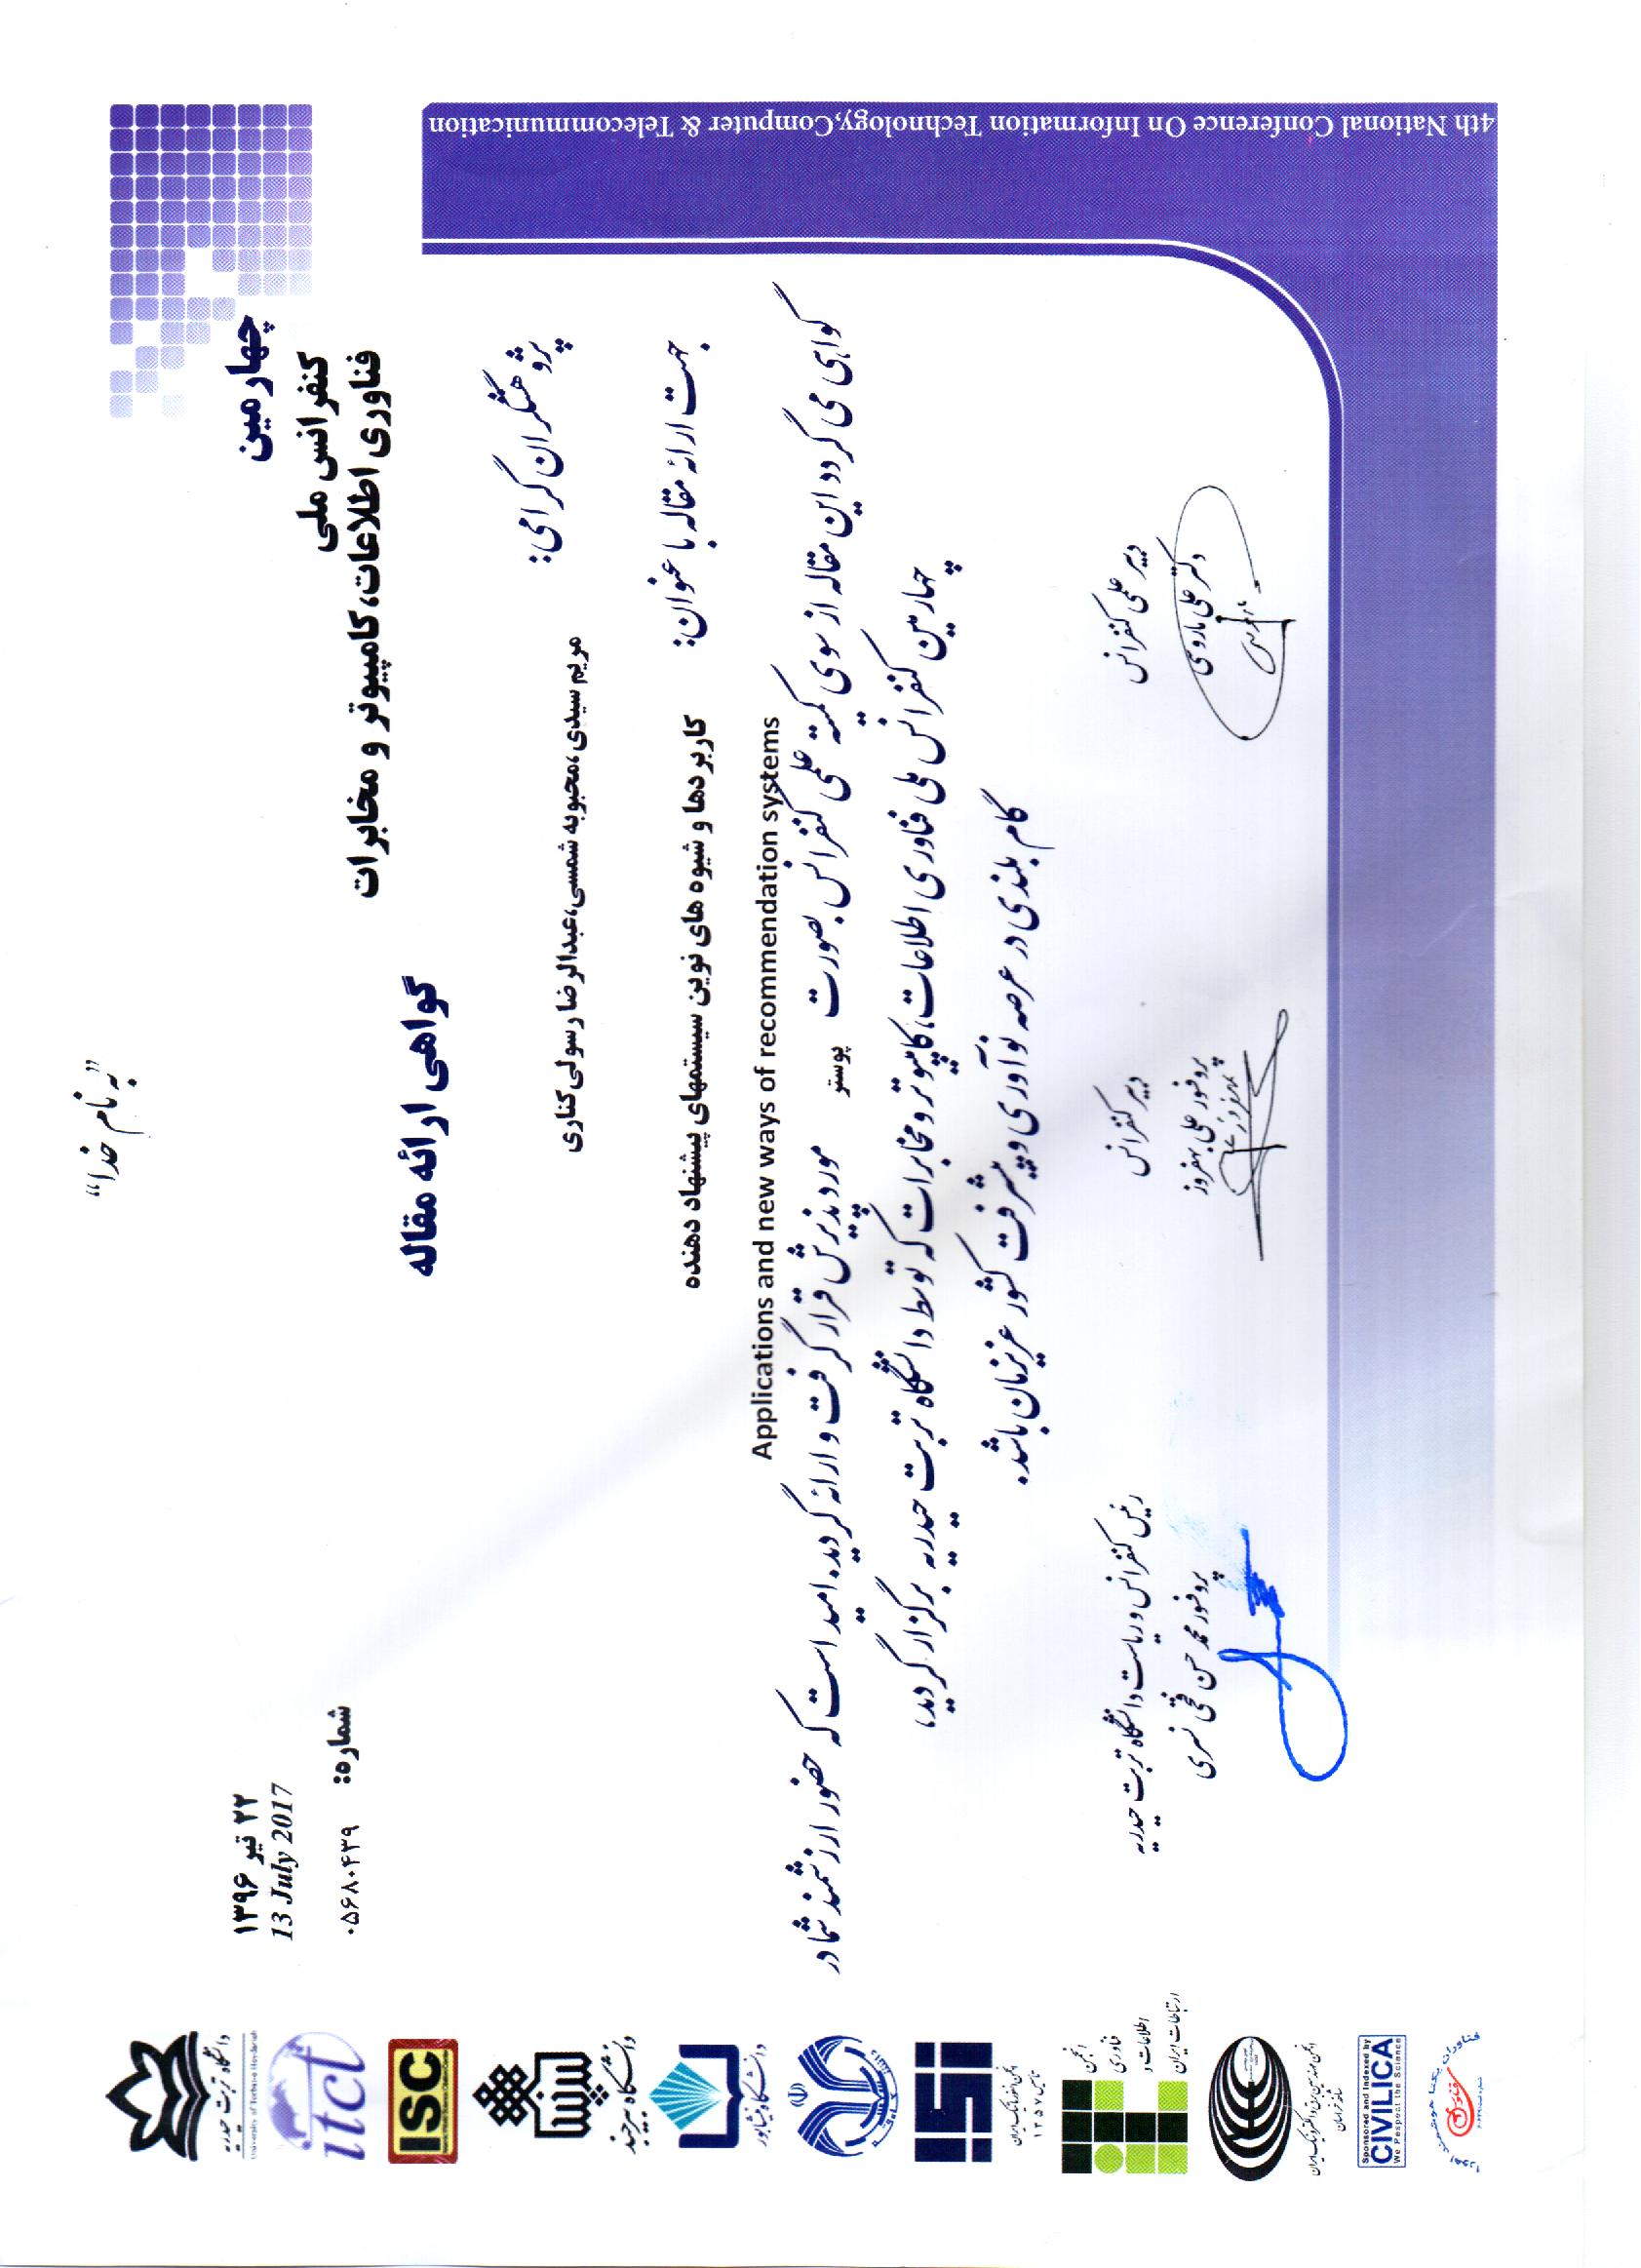 "به نام خدا"
چهارمین
کنفرانس ملی
فناوری اطلاعات،کامپیوتر و مخابرات
۲۲ تیر ۱۳۹۶
13 July 2017
شماره: ۰۵۶۸۰۴۳۹
گواهی ارائه مقاله
پژوهشگران گرامی:
مریم سیدی ،محبوبه شمسی،عبدالرضا رسولی‌کناری
جهت ارائه مقاله با عنوان: کاربردها و شیوه های نوین سیستمهای پیشنهاد دهنده
Applications and new ways of recommendation systems
گواهی می گردد این مقاله از سوی کمیته علمی کنفرانس بصورت پوستر مورد پذیرش قرار گرفت و ارائه گردید. امید است که حضور ارزشمند شما در
چهارمین کنفرانس ملی فناوری اطلاعات،کامپیوتر و مخابرات که توسط دانشگاه تربت حیدریه برگزار گردید،
گام بلندی در عرصه نوآوری و پیشرفت کشور عزیزمان باشد.
دبیر علمی کنفرانس
دکتر علی ماروسی
دبیر کنفرانس
پروفسور علی بهفروز
رئیس کنفرانس و ریاست دانشگاه تربت حیدریه
پروفسور محمد حسن فتحی نسری
4th National Conference On Information Technology,Computer & Telecommunication
دانشگاه تربت حیدریه
University of Torbat-e Heydarieh
itct
ISC
Islamic World Science Citation Center
دانشگاه بیرجند
دانشگاه نیشابور
دانشگاه قم
انجمن انفورماتیک ایران
تاسیس ۱۳۵۷
انجمن
فناوری
اطلاعات و
ارتباطات ایران
انجمن مهندسین برق و الکترونیک ایران
شاخه خراسان
Sponsored and Indexed by
CIVILICA
We Respect the Science
فناوران یکتا هوشمند اهورا